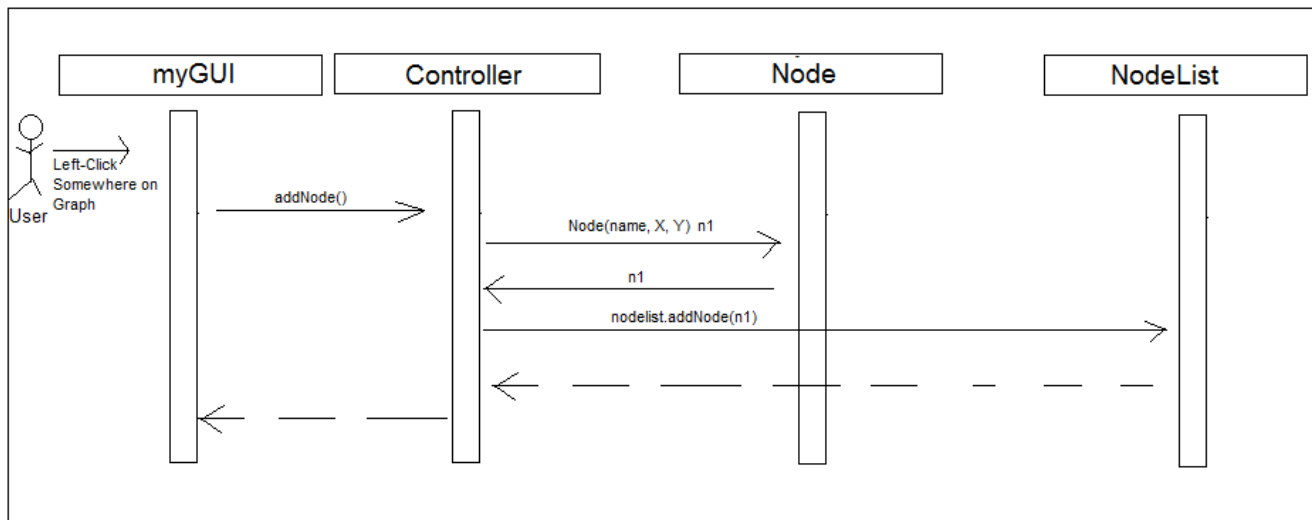 myGUI
Controller
Node
NodeList
Left-Click
Somewhere on
Graph
User
addNode()
Node(name, X, Y) n1
n1
nodelist.addNode(n1)